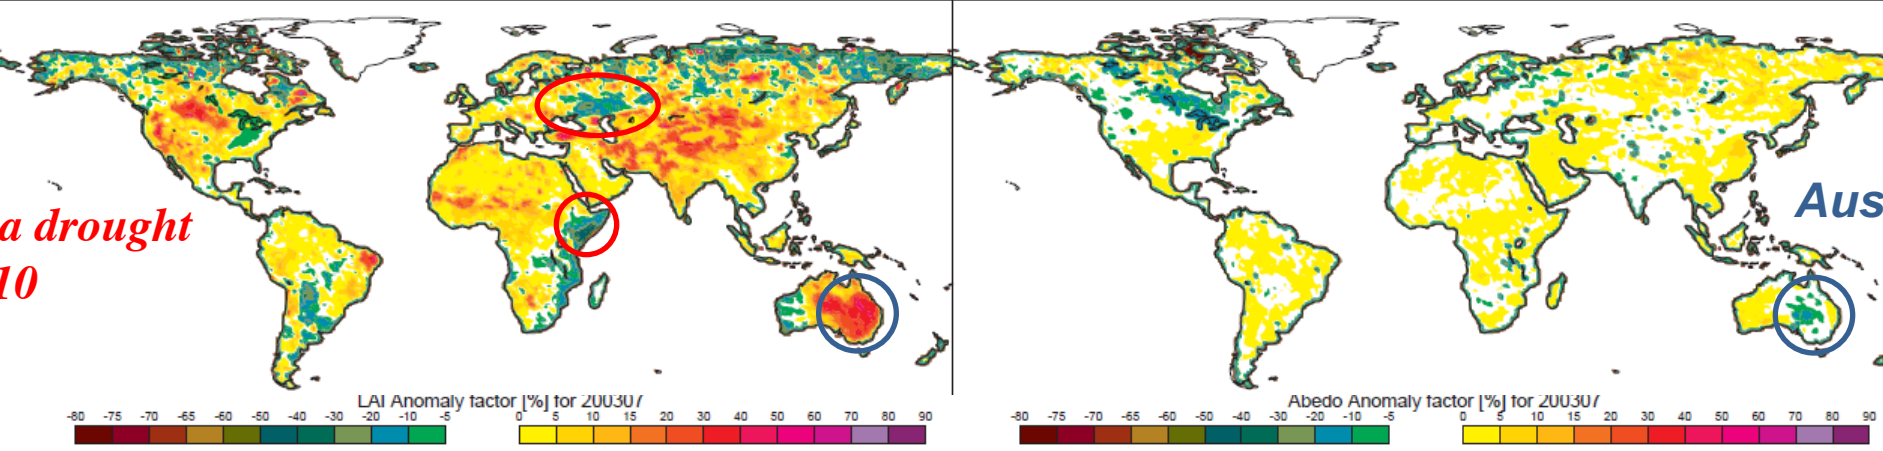 a drought
10
Aus
LAI Anomaly factor [%] for 200307
-80 -75 -70 -65 -60 -50 -40 -30 -20 -10 -5 0 5 10 15 20 30 40 50 60 70 80 90
Abedo Anomaly factor [%] for 200307
-80 -75 -70 -65 -60 -50 -40 -30 -20 -10 -5 0 5 10 15 20 30 40 50 60 70 80 90